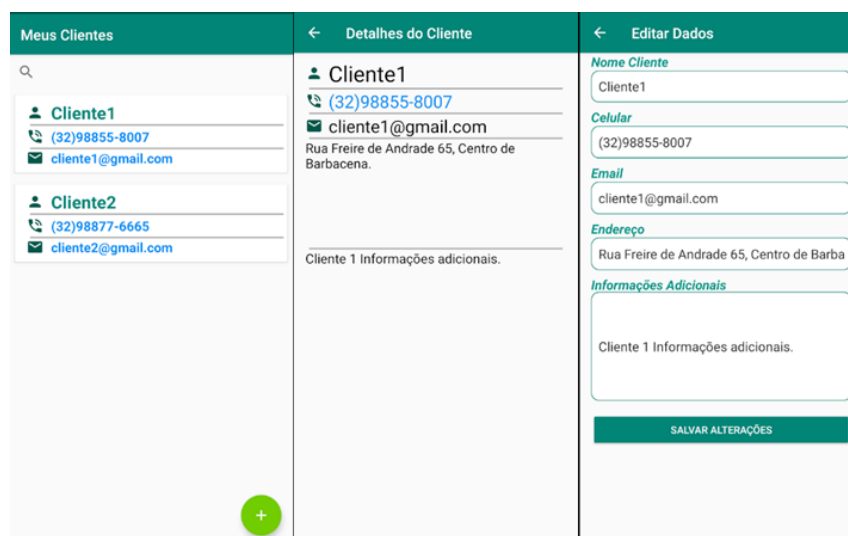 Meus Clientes
Cliente1
(32)98855-8007
cliente1@gmail.com
Cliente2
(32)98877-6665
cliente2@gmail.com
+
Detalhes do Cliente
Cliente1
(32)98855-8007
cliente1@gmail.com
Rua Freire de Andrade 65, Centro de
Barbacena.
Cliente 1 Informações adicionais.
Editar Dados
Nome Cliente
Cliente1
Celular
(32)98855-8007
Email
cliente1@gmail.com
Endereço
Rua Freire de Andrade 65, Centro de Barba
Informações Adicionais
Cliente 1 Informações adicionais.
SALVAR ALTERAÇÕES